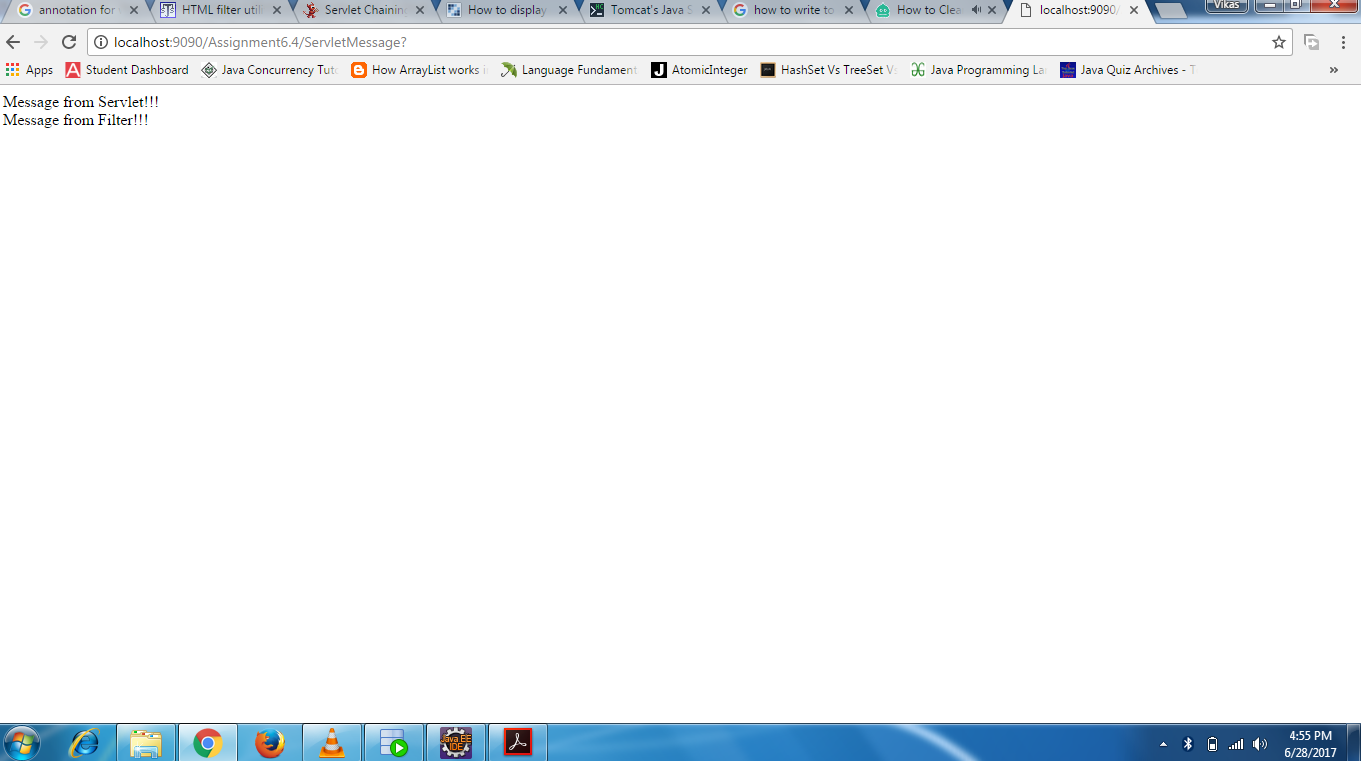 annotation for
HTML filter util
Servlet Chaining
How to display
Tomcat's Java S
how to write to
How to Clea
localhost:9090/
Vikas
localhost:9090/Assignment6.4/ServletMessage?
Apps
Student Dashboard
Java Concurrency Tuto
How ArrayList works i
Language Fundament
AtomicInteger
HashSet Vs TreeSet Vs
Java Programming La
Java Quiz Archives - T
»
Message from Servlet!!!
Message from Filter!!!
Java EE
IDE
4:55 PM
6/28/2017